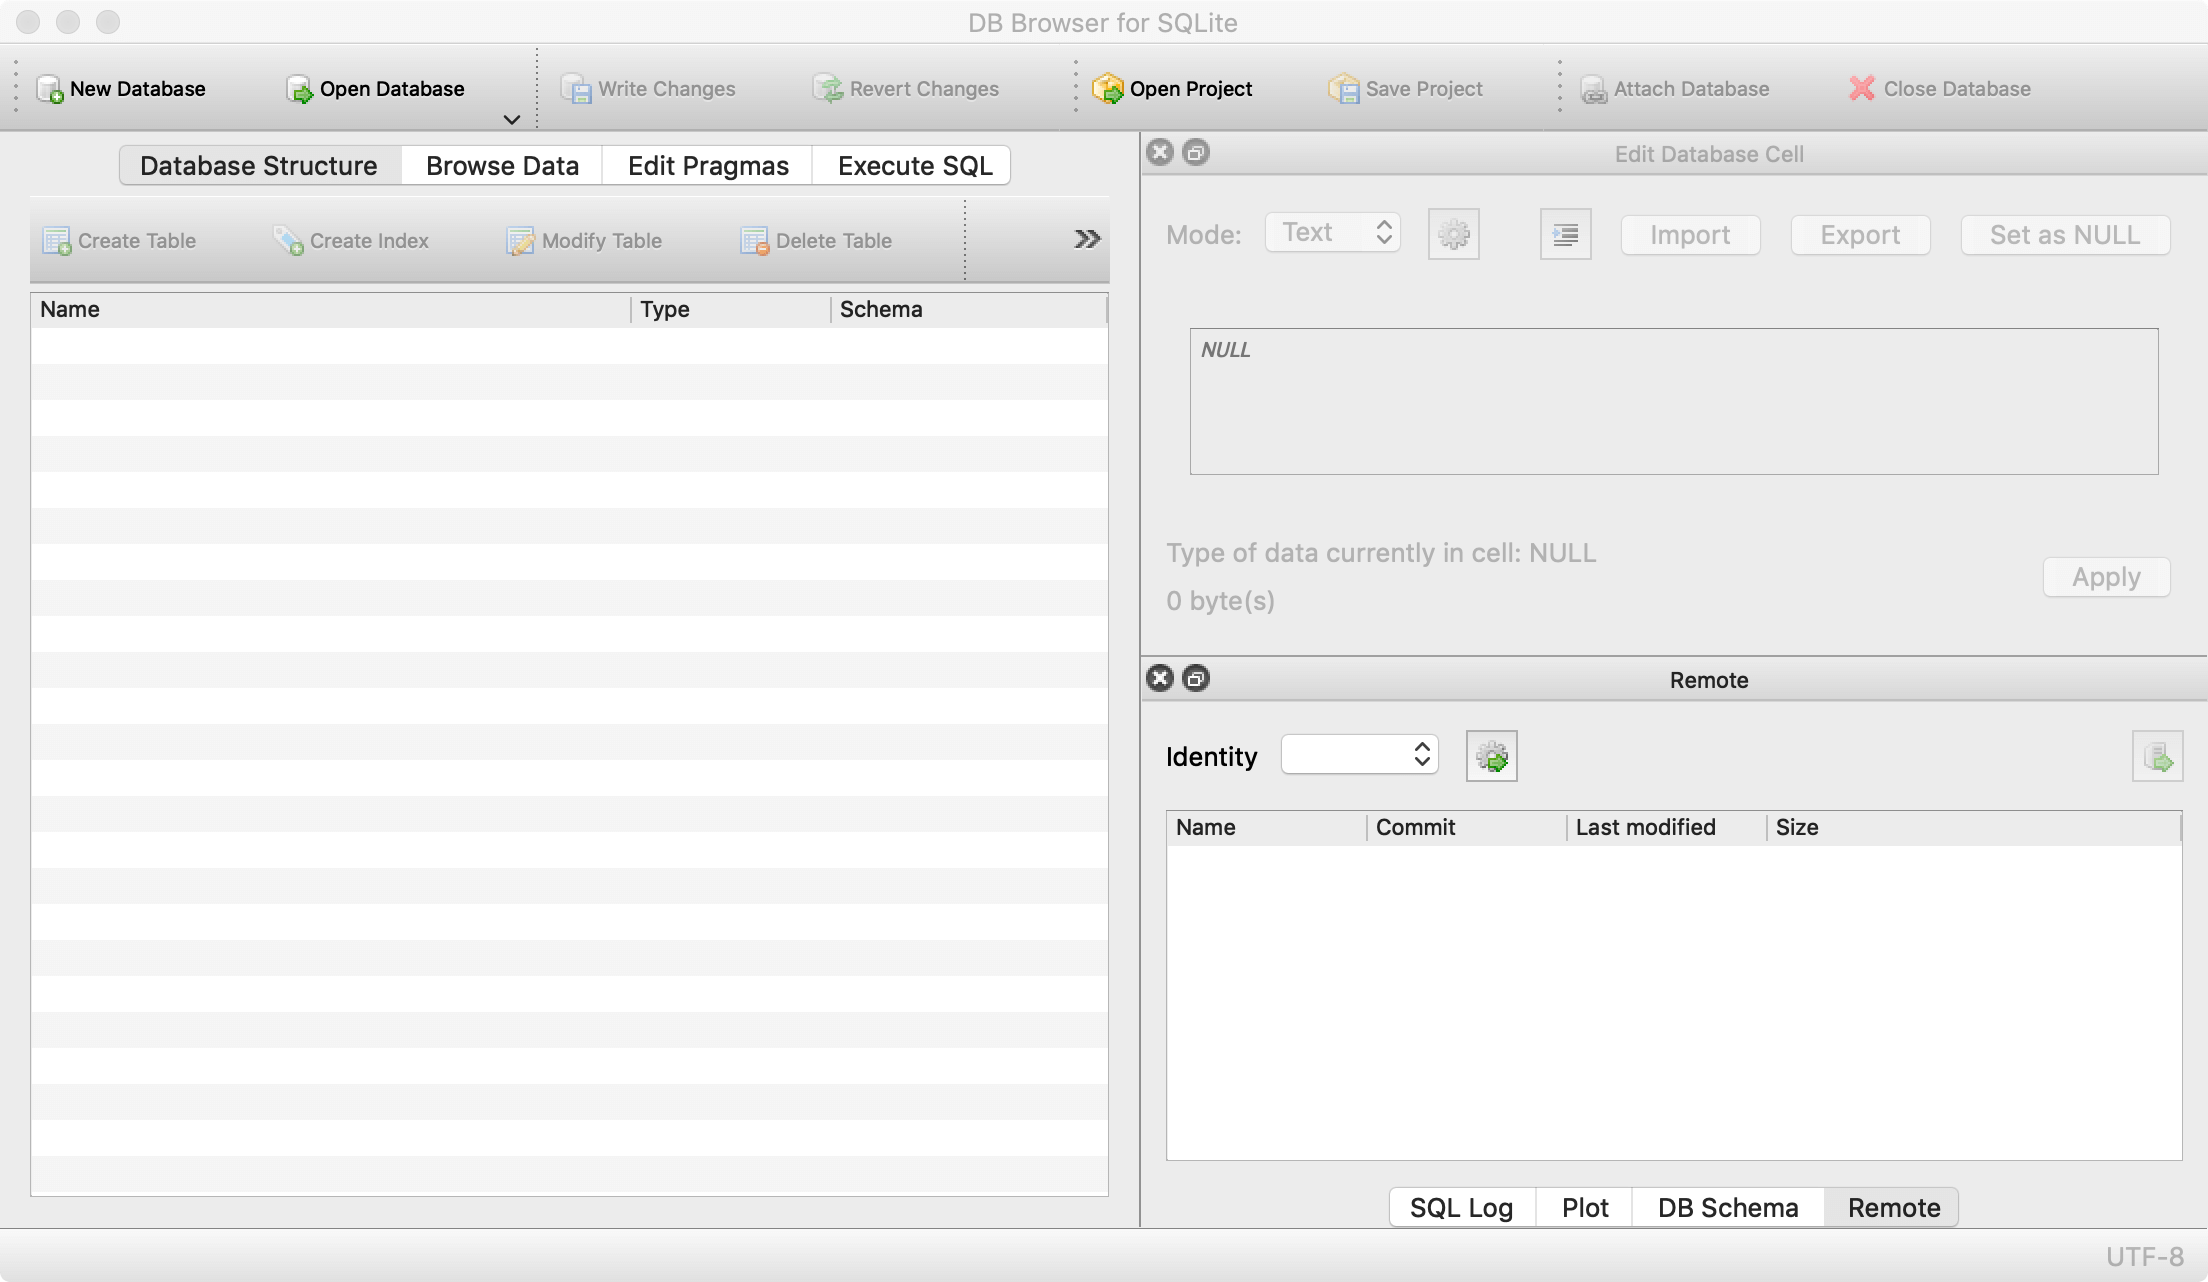 DB Browser for SQLite
New Database Open Database Write Changes Revert Changes Open Project Save Project Attach Database Close Database
Database Structure Browse Data Edit Pragmas Execute SQL
Create Table Create Index Modify Table Delete Table
Name Type Schema
Edit Database Cell
Mode: Text Import Export Set as NULL
NULL
Type of data currently in cell: NULL
0 byte(s)
Apply
Remote
Identity
Name Commit Last modified Size
SQL Log Plot DB Schema Remote
UTF-8